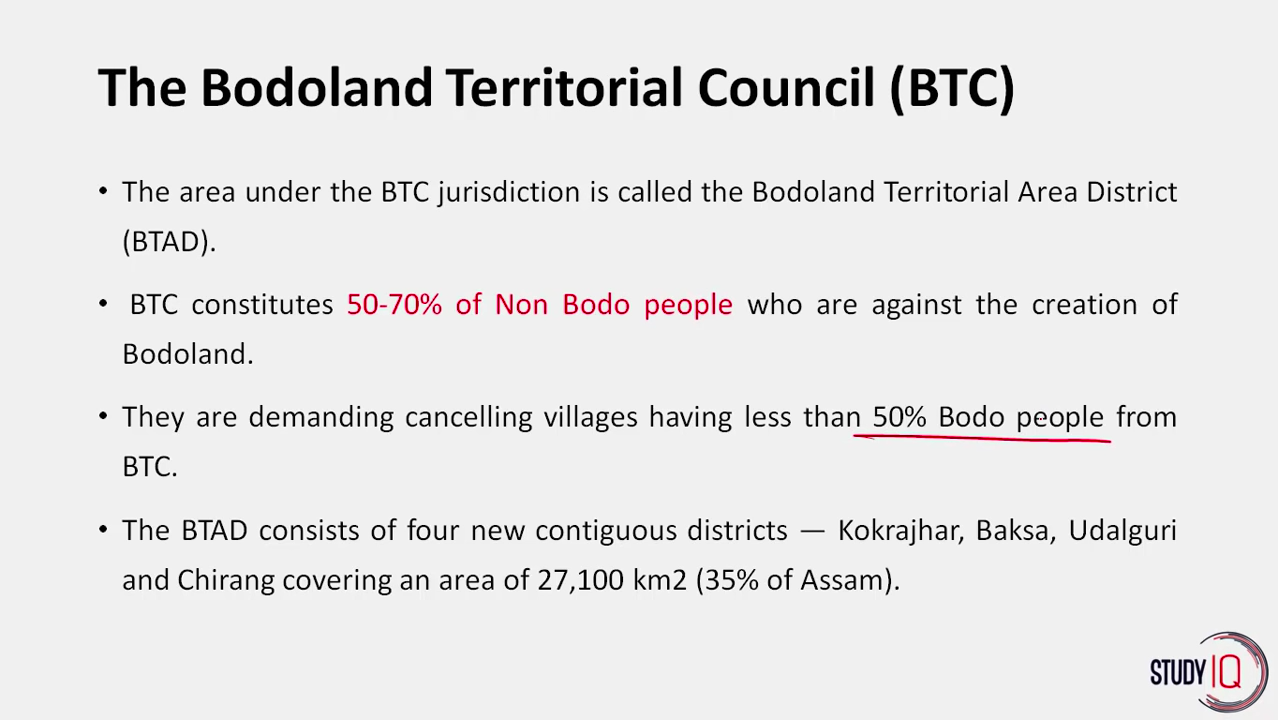 The Bodoland Territorial Council (BTC)
• The area under the BTC jurisdiction is called the Bodoland Territorial Area District
(BTAD).
• BTC constitutes 50-70% of Non Bodo people who are against the creation of
Bodoland.
• They are demanding cancelling villages having less than 50% Bodo people from
BTC.
• The BTAD consists of four new contiguous districts — Kokrajhar, Baksa, Udalguri
and Chirang covering an area of 27,100 km2 (35% of Assam).
STUDY IQ